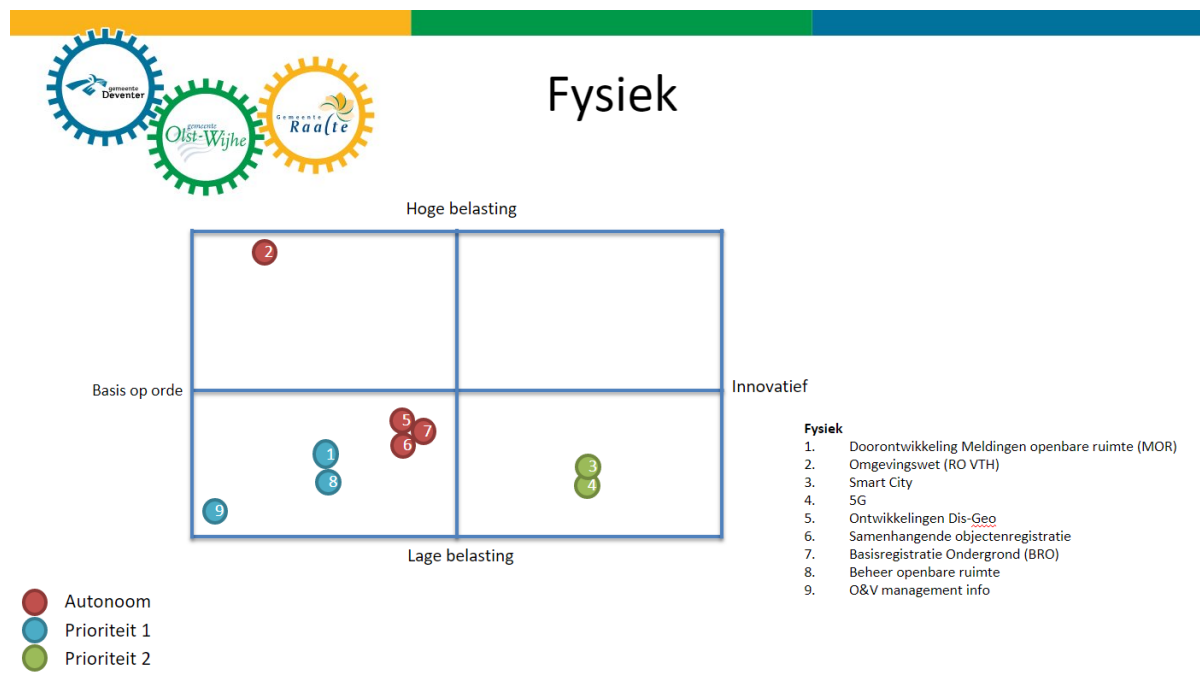 gemeente
Deventer
gemeente
Olst-Wijhe
Gemeente
Raalte
Fysiek
Hoge belasting
2
Basis op orde
Innovatief
5
7
6
1
8
9
3
4
Lage belasting
Fysiek
1. Doorontwikkeling Meldingen openbare ruimte (MOR)
2. Omgevingswet (RO VTH)
3. Smart City
4. 5G
5. Ontwikkelingen Dis-Geo
6. Samenhangende objectenregistratie
7. Basisregistratie Ondergrond (BRO)
8. Beheer openbare ruimte
9. O&V management info
Autonoom
Prioriteit 1
Prioriteit 2